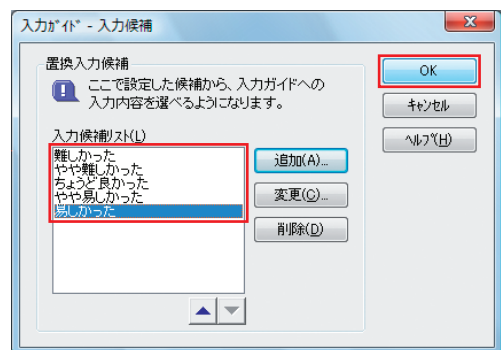 入力ｶﾞｲﾄﾞ - 入力候補
置換入力候補
ここで設定した候補から、入力ガイドへの
入力内容を選べるようになります。
入力候補ﾘｽﾄ(L)
難しかった
やや難しかった
ちょうど良かった
やや易しかった
易しかった
追加(A)...
変更(C)...
削除(D)
OK
ｷｬﾝｾﾙ
ﾍﾙﾌﾟ(H)